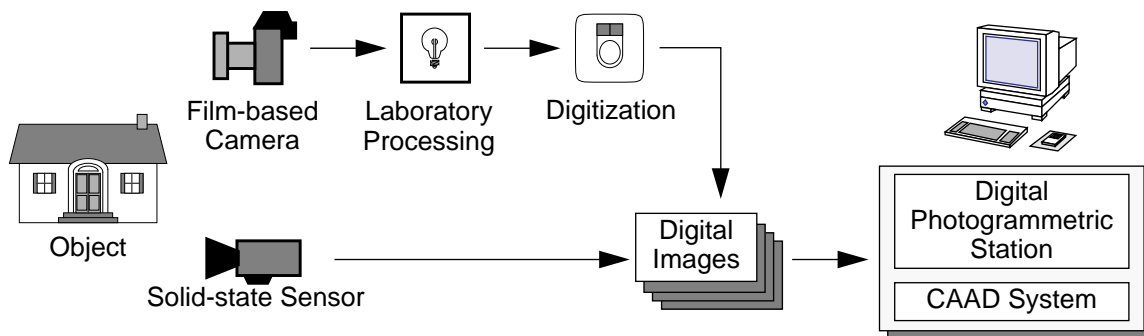 Film-based
Camera
Laboratory
Processing
Digitization
Object
Solid-state Sensor
Digital
Images
Digital
Photogrammetric
Station
CAAD System